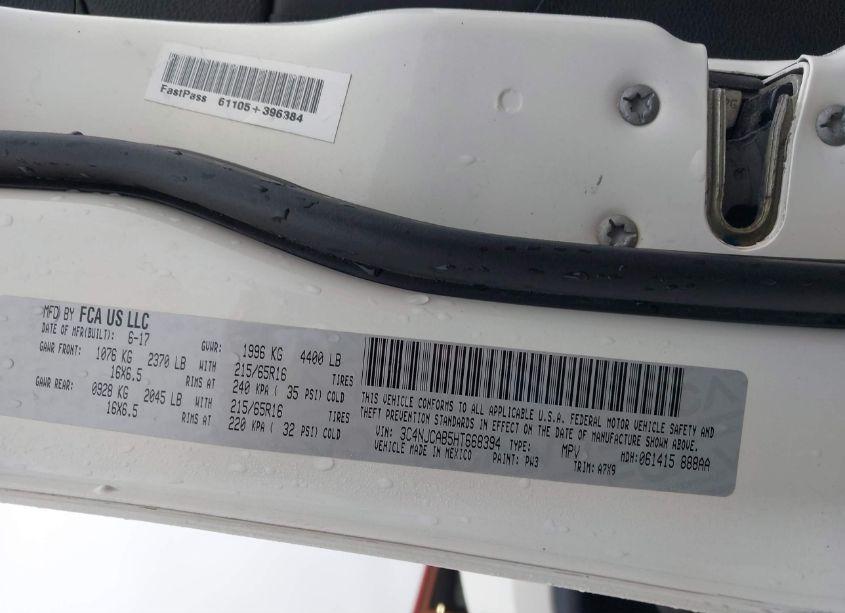 FastPass 61105+396384
MFD BY FCA US LLC
DATE OF MFR(BUILT): 6-17
GVWR: 1996 KG 4400 LB
GAWR FRONT: 1076 KG 2370 LB WITH 215/65R16 TIRES
16X6.5 RIMS AT 240 KPA ( 35 PSI) COLD
GAWR REAR: 0928 KG 2045 LB WITH 215/65R16 TIRES
16X6.5 RIMS AT 220 KPA ( 32 PSI) COLD
THIS VEHICLE CONFORMS TO ALL APPLICABLE U.S.A. FEDERAL MOTOR VEHICLE SAFETY AND
THEFT PREVENTION STANDARDS IN EFFECT ON THE DATE OF MANUFACTURE SHOWN ABOVE.
VIN: 3C4NJCAB5HT668394 TYPE: MPV MDH: 061415 888AA
VEHICLE MADE IN MEXICO PAINT: PW3 TRIM: A7X9